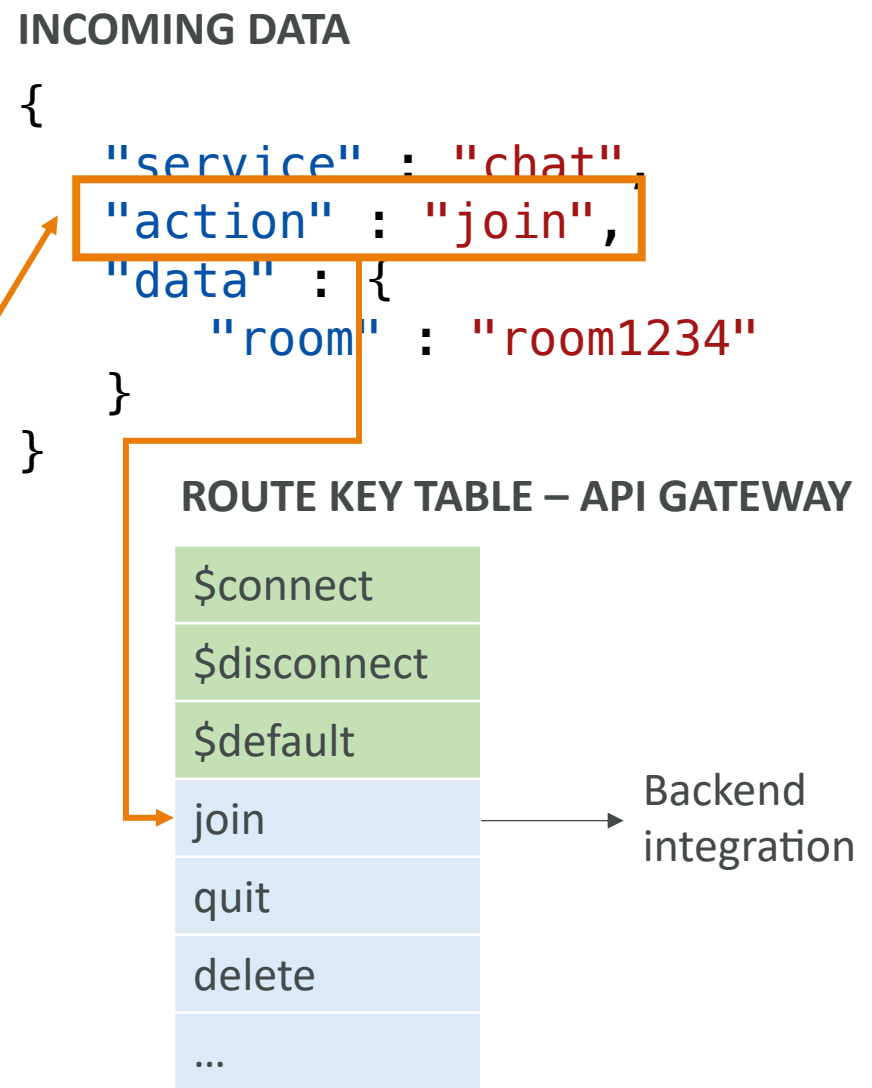 INCOMING DATA
{
"service" : "chat",
"action" : "join",
"data" : {
"room" : "room1234"
}
}
ROUTE KEY TABLE – API GATEWAY
$connect
$disconnect
$default
join
Backend
integration
quit
delete
...